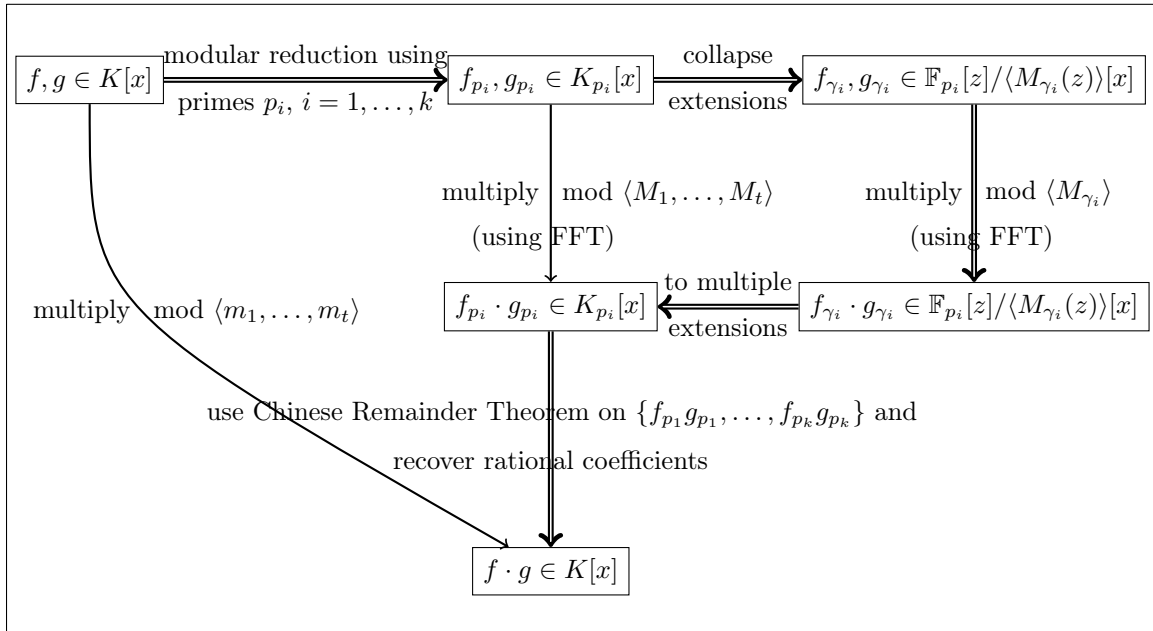 modular reduction using
collapse
f, g ∈ K[x]
f_{p_i}, g_{p_i} ∈ K_{p_i}[x]
f_{γ_i}, g_{γ_i} ∈ 𝔽_{p_i}[z]/⟨M_{γ_i}(z)⟩[x]
primes p_i, i = 1, . . . , k
extensions
multiply mod ⟨M_1, . . . , M_t⟩
multiply mod ⟨M_{γ_i}⟩
(using FFT)
(using FFT)
to multiple
multiply mod ⟨m_1, . . . , m_t⟩
f_{p_i} · g_{p_i} ∈ K_{p_i}[x]
f_{γ_i} · g_{γ_i} ∈ 𝔽_{p_i}[z]/⟨M_{γ_i}(z)⟩[x]
extensions
use Chinese Remainder Theorem on {f_{p_1}g_{p_1}, . . . , f_{p_k}g_{p_k}} and
recover rational coefficients
f · g ∈ K[x]